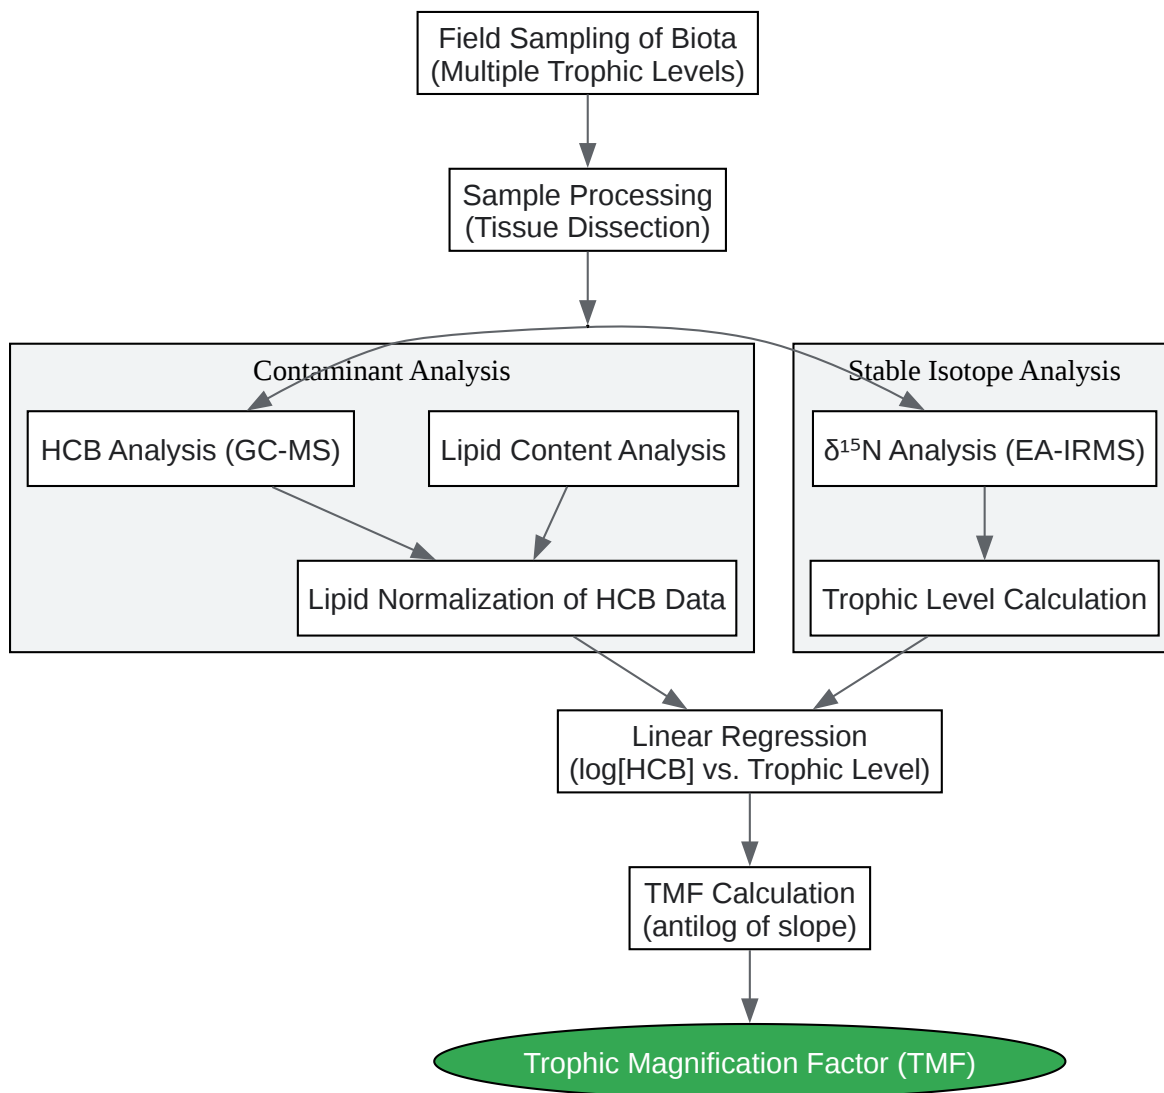 Field Sampling of Biota
(Multiple Trophic Levels)
Sample Processing
(Tissue Dissection)
Contaminant Analysis
Stable Isotope Analysis
HCB Analysis (GC-MS)
Lipid Content Analysis
δ¹⁵N Analysis (EA-IRMS)
Lipid Normalization of HCB Data
Trophic Level Calculation
Linear Regression
(log[HCB] vs. Trophic Level)
TMF Calculation
(antilog of slope)
Trophic Magnification Factor (TMF)